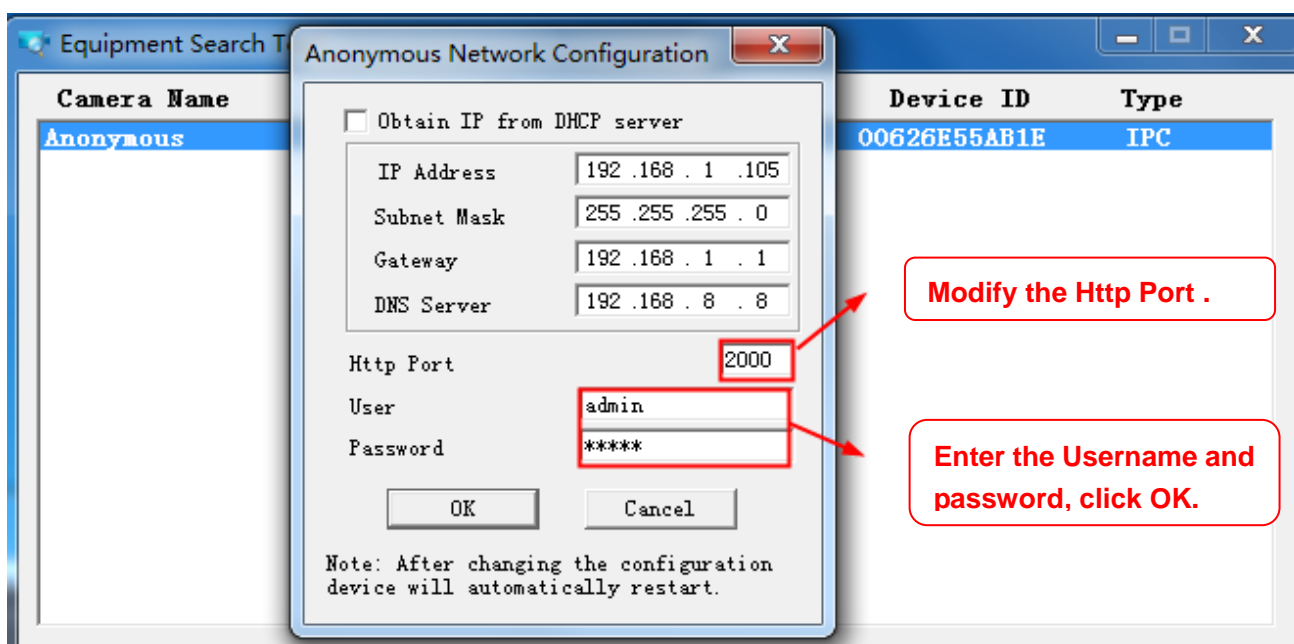 Equipment Search T
Anonymous Network Configuration
Camera Name
Device ID
Type
Anonymous
00626E55AB1E
IPC
Obtain IP from DHCP server
IP Address
192 .168 . 1 .105
Subnet Mask
255 .255 .255 . 0
Gateway
192 .168 . 1 . 1
DNS Server
192 .168 . 8 . 8
Http Port
2000
User
admin
Password
*****
OK
Cancel
Note: After changing the configuration
device will automatically restart.
Modify the Http Port .
Enter the Username and
password, click OK.